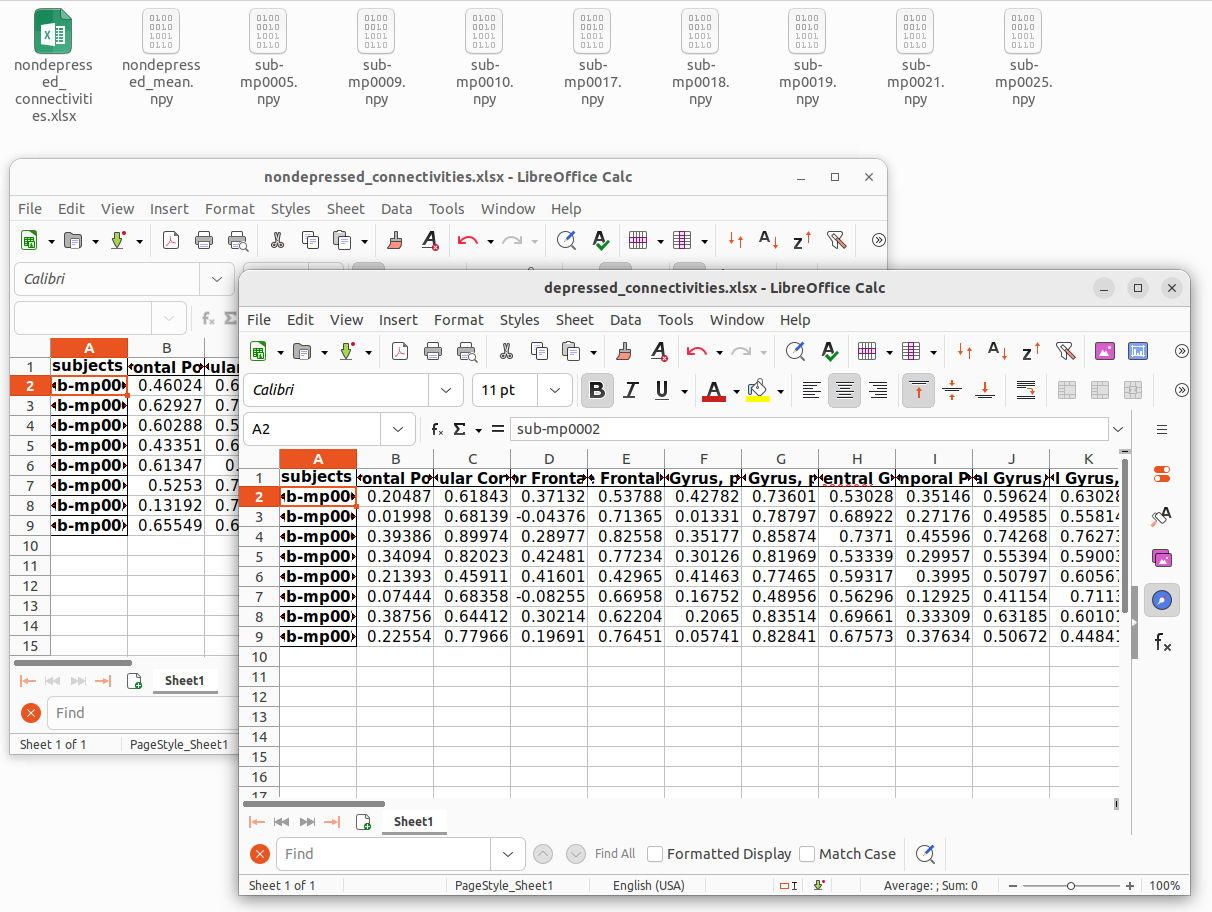 nondepress
ed_
connectiviti
es.xlsx
nondepress
ed_mean.
npy
sub-
mp0005.
npy
sub-
mp0009.
npy
sub-
mp0010.
npy
sub-
mp0017.
npy
sub-
mp0018.
npy
sub-
mp0019.
npy
sub-
mp0021.
npy
sub-
mp0025.
npy
nondepressed_connectivities.xlsx - LibreOffice Calc
File Edit View Insert Format Styles Sheet Data Tools Window Help
Calibri
A B
1 subjects ontal Po ular
2 b-mp00 0.46024 0.6
3 b-mp00 0.62927 0.7
4 b-mp00 0.60288 0.5
5 b-mp00 0.43351 0.6
6 b-mp00 0.61347 0.
7 b-mp00 0.5253 0.7
8 b-mp00 0.13192 0.7
9 b-mp00 0.65549 0.6
10
11
12
13
14
15
Sheet1
Find
Sheet 1 of 1 PageStyle_Sheet1
depressed_connectivities.xlsx - LibreOffice Calc
File Edit View Insert Format Styles Sheet Data Tools Window Help
Calibri 11 pt
A2 sub-mp0002
A B C D E F G H I J K
1 subjects ontal Po ular Cor r Fronta Frontal Gyrus, p Gyrus, p entral G nporal P al Gyrus, l Gyrus,
2 b-mp00 0.20487 0.61843 0.37132 0.53788 0.42782 0.73601 0.53028 0.35146 0.59624 0.63028
3 b-mp00 0.01998 0.68139 -0.04376 0.71365 0.01331 0.78797 0.68922 0.27176 0.49585 0.55814
4 b-mp00 0.39386 0.89974 0.28977 0.82558 0.35177 0.85874 0.7371 0.45596 0.74268 0.76273
5 b-mp00 0.34094 0.82023 0.42481 0.77234 0.30126 0.81969 0.53339 0.29957 0.55394 0.59003
6 b-mp00 0.21393 0.45911 0.41601 0.42965 0.41463 0.77465 0.59317 0.3995 0.50797 0.60567
7 b-mp00 0.07444 0.68358 -0.08255 0.66958 0.16752 0.48956 0.56296 0.12925 0.41154 0.7113
8 b-mp00 0.38756 0.64412 0.30214 0.62204 0.2065 0.83514 0.69661 0.33309 0.63185 0.60101
9 b-mp00 0.22554 0.77966 0.19691 0.76451 0.05741 0.82841 0.67573 0.37634 0.50672 0.44841
10
11
12
13
14
15
16
17
Sheet1
Find Find All Formatted Display Match Case
Sheet 1 of 1 PageStyle_Sheet1 English (USA) Average: ; Sum: 0 100%